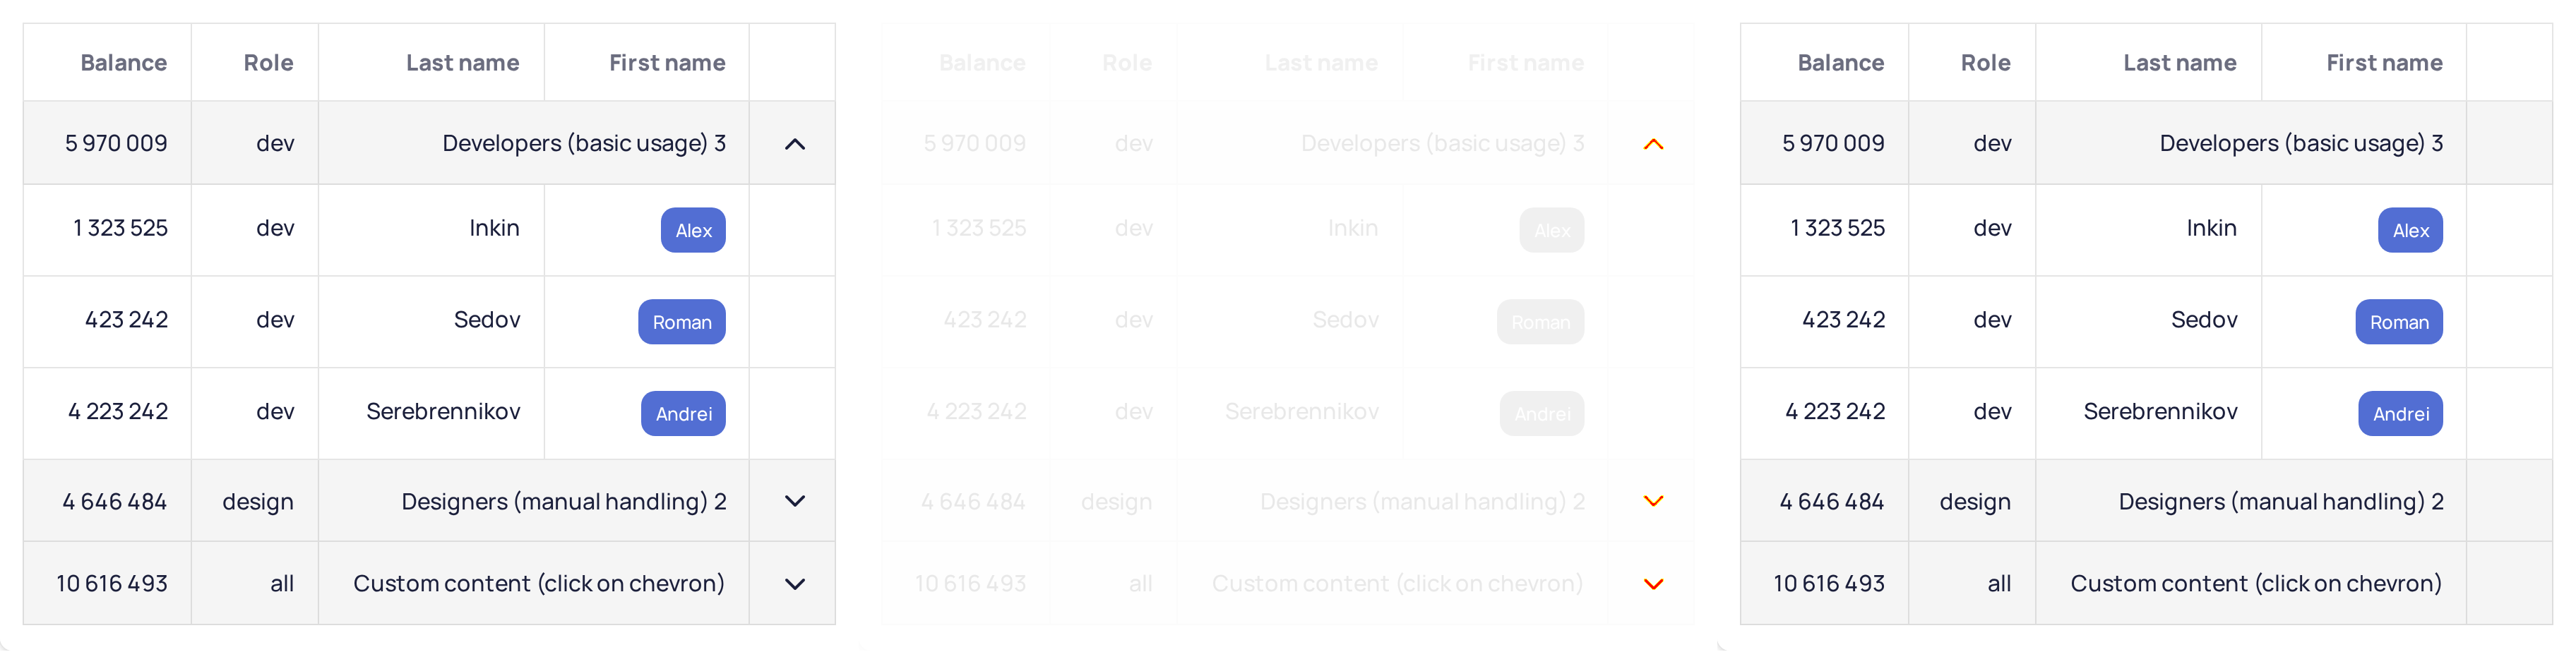 Balance Role Last name First name
5 970 009 dev Developers (basic usage) 3
1 323 525 dev Inkin Alex
423 242 dev Sedov Roman
4 223 242 dev Serebrennikov Andrei
4 646 484 design Designers (manual handling) 2
10 616 493 all Custom content (click on chevron)
Balance Role Last name First name
5 970 009 dev Developers (basic usage) 3
1 323 525 dev Inkin Alex
423 242 dev Sedov Roman
4 223 242 dev Serebrennikov Andrei
4 646 484 design Designers (manual handling) 2
10 616 493 all Custom content (click on chevron)
Balance Role Last name First name
5 970 009 dev Developers (basic usage) 3
1 323 525 dev Inkin Alex
423 242 dev Sedov Roman
4 223 242 dev Serebrennikov Andrei
4 646 484 design Designers (manual handling) 2
10 616 493 all Custom content (click on chevron)